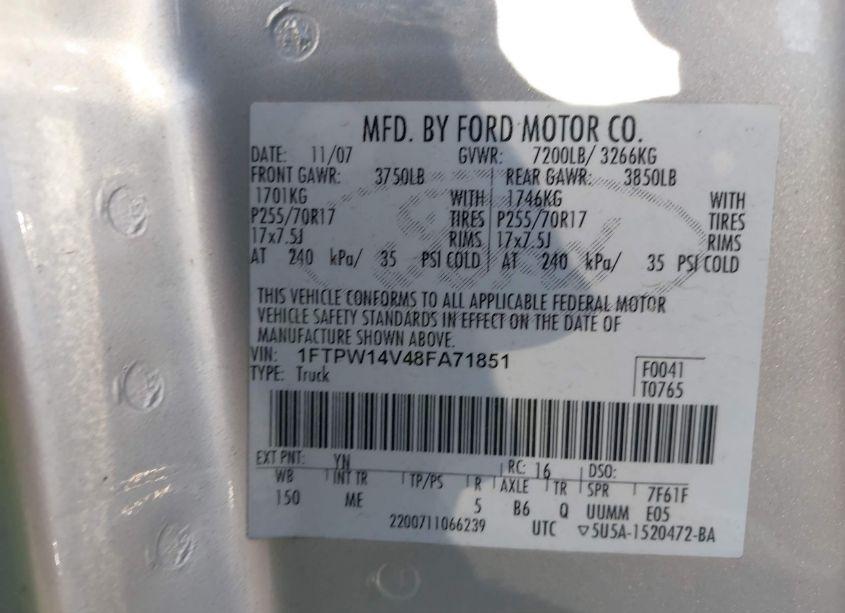 MFD. BY FORD MOTOR CO.
DATE: 11/07 GVWR: 7200LB/ 3266KG
FRONT GAWR: 3750LB REAR GAWR: 3850LB
1701KG WITH 1746KG WITH
P255/70R17 TIRES P255/70R17 TIRES
17x7.5J RIMS 17x7.5J RIMS
AT 240 kPa/ 35 PSI COLD AT 240 kPa/ 35 PSI COLD
THIS VEHICLE CONFORMS TO ALL APPLICABLE FEDERAL MOTOR
VEHICLE SAFETY STANDARDS IN EFFECT ON THE DATE OF
MANUFACTURE SHOWN ABOVE.
VIN: 1FTPW14V48FA71851
TYPE: Truck
F0041
T0765
EXT PNT: YN RC: 16 DSO:
WB INT TR TP/PS R AXLE TR SPR 7F61F
150 ME 5 B6 Q UUMM E05
2200711066239 UTC ▽5U5A-1520472-BA